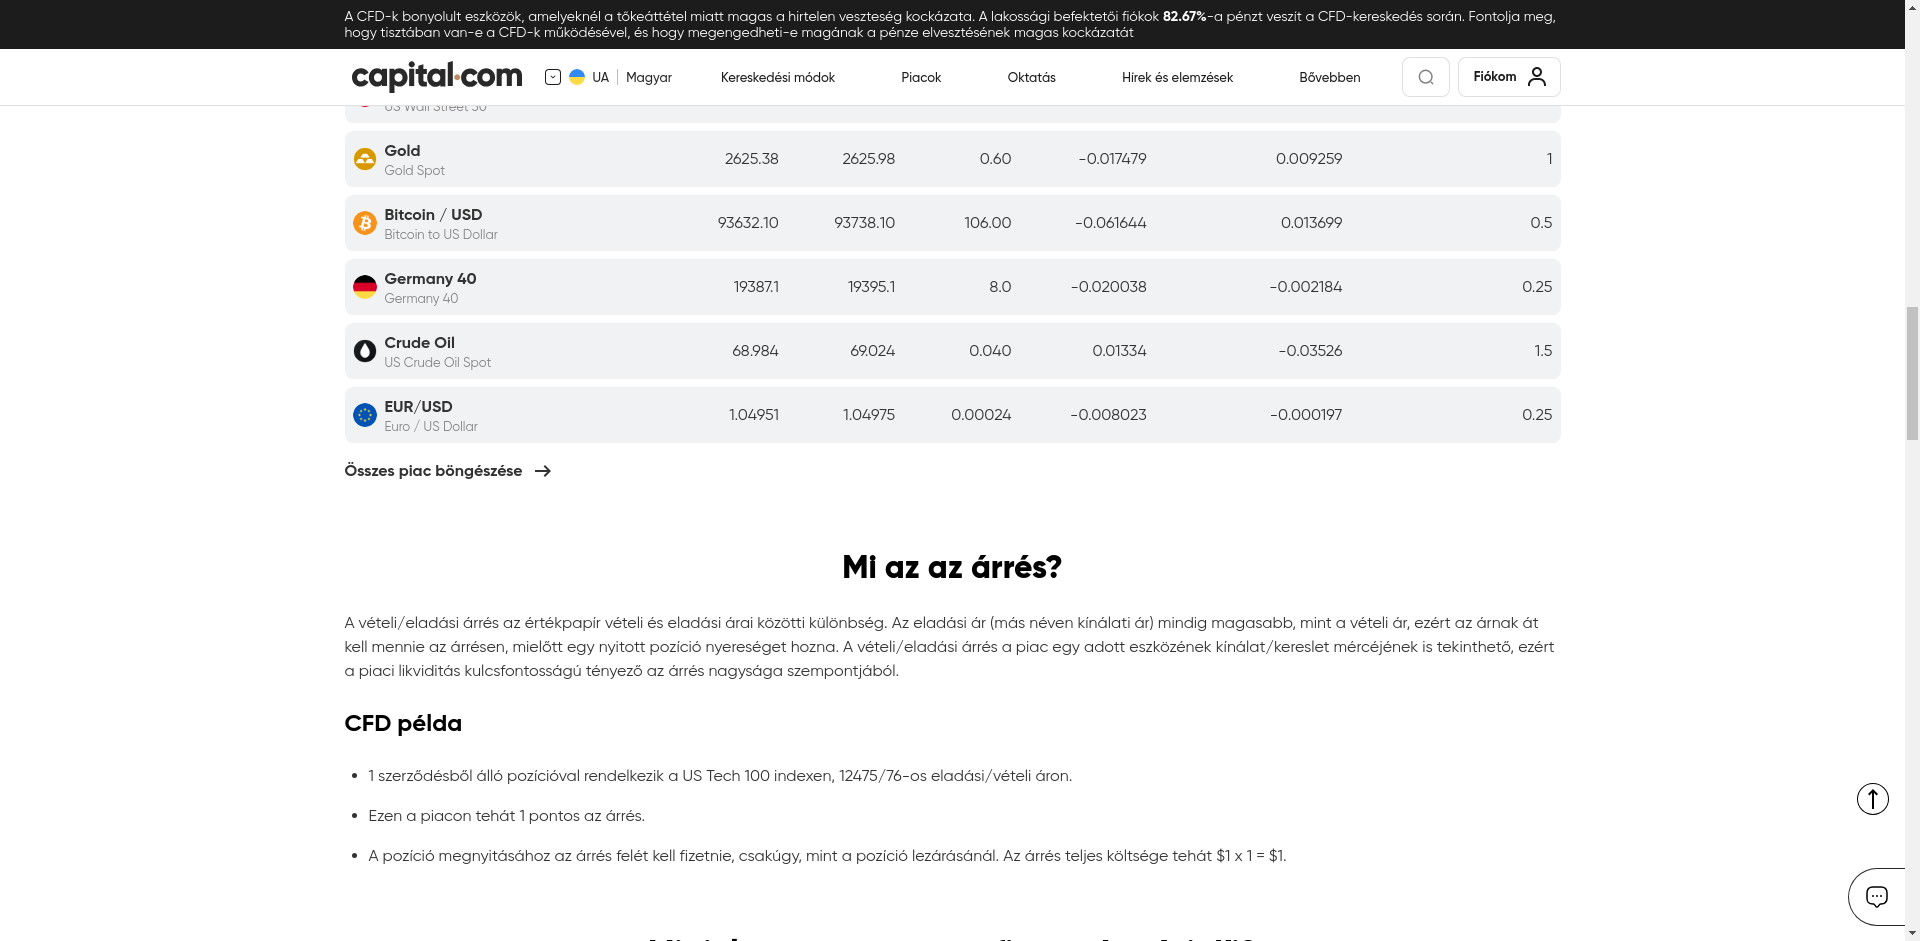 A CFD-k bonyolult eszközök, amelyeknél a tőkeáttétel miatt magas a hirtelen veszteség kockázata. A lakossági befektetői fiókok 82.67%-a pénzt veszít a CFD-kereskedés során. Fontolja meg,
hogy tisztában van-e a CFD-k működésével, és hogy megengedheti-e magának a pénze elvesztésének magas kockázatát
capital.com UA Magyar Kereskedési módok Piacok Oktatás Hírek és elemzések Bővebben Fiókom
US Wall Street 30
Gold
Gold Spot
2625.38 2625.98 0.60 -0.017479 0.009259 1
Bitcoin / USD
Bitcoin to US Dollar
93632.10 93738.10 106.00 -0.061644 0.013699 0.5
Germany 40
Germany 40
19387.1 19395.1 8.0 -0.020038 -0.002184 0.25
Crude Oil
US Crude Oil Spot
68.984 69.024 0.040 0.01334 -0.03526 1.5
EUR/USD
Euro / US Dollar
1.04951 1.04975 0.00024 -0.008023 -0.000197 0.25
Összes piac böngészése
Mi az az árrés?
A vételi/eladási árrés az értékpapír vételi és eladási árai közötti különbség. Az eladási ár (más néven kínálati ár) mindig magasabb, mint a vételi ár, ezért az árnak át
kell mennie az árrésen, mielőtt egy nyitott pozíció nyereséget hozna. A vételi/eladási árrés a piac egy adott eszközének kínálat/kereslet mércéjének is tekinthető, ezért
a piaci likviditás kulcsfontosságú tényező az árrés nagysága szempontjából.
CFD példa
• 1 szerződésből álló pozícióval rendelkezik a US Tech 100 indexen, 12475/76-os eladási/vételi áron.
• Ezen a piacon tehát 1 pontos az árrés.
• A pozíció megnyitásához az árrés felét kell fizetnie, csakúgy, mint a pozíció lezárásánál. Az árrés teljes költsége tehát $1 x 1 = $1.